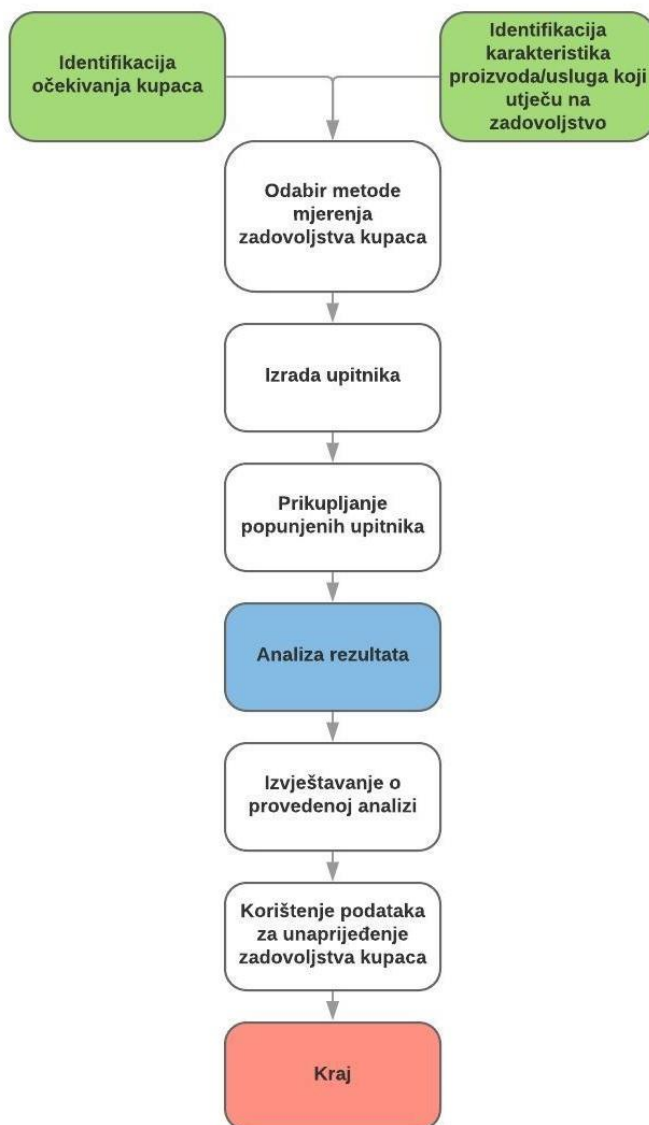 Identifikacija
očekivanja kupaca
Identifikacija
karakteristika
proizvoda/usluga koji
utječu na
zadovoljstvo
Odabir metode
mjerenja
zadovoljstva kupaca
Izrada upitnika
Prikupljanje
popunjenih upitnika
Analiza rezultata
Izvještavanje o
provedenoj analizi
Korištenje podataka
za unaprijeđenje
zadovoljstva kupaca
Kraj